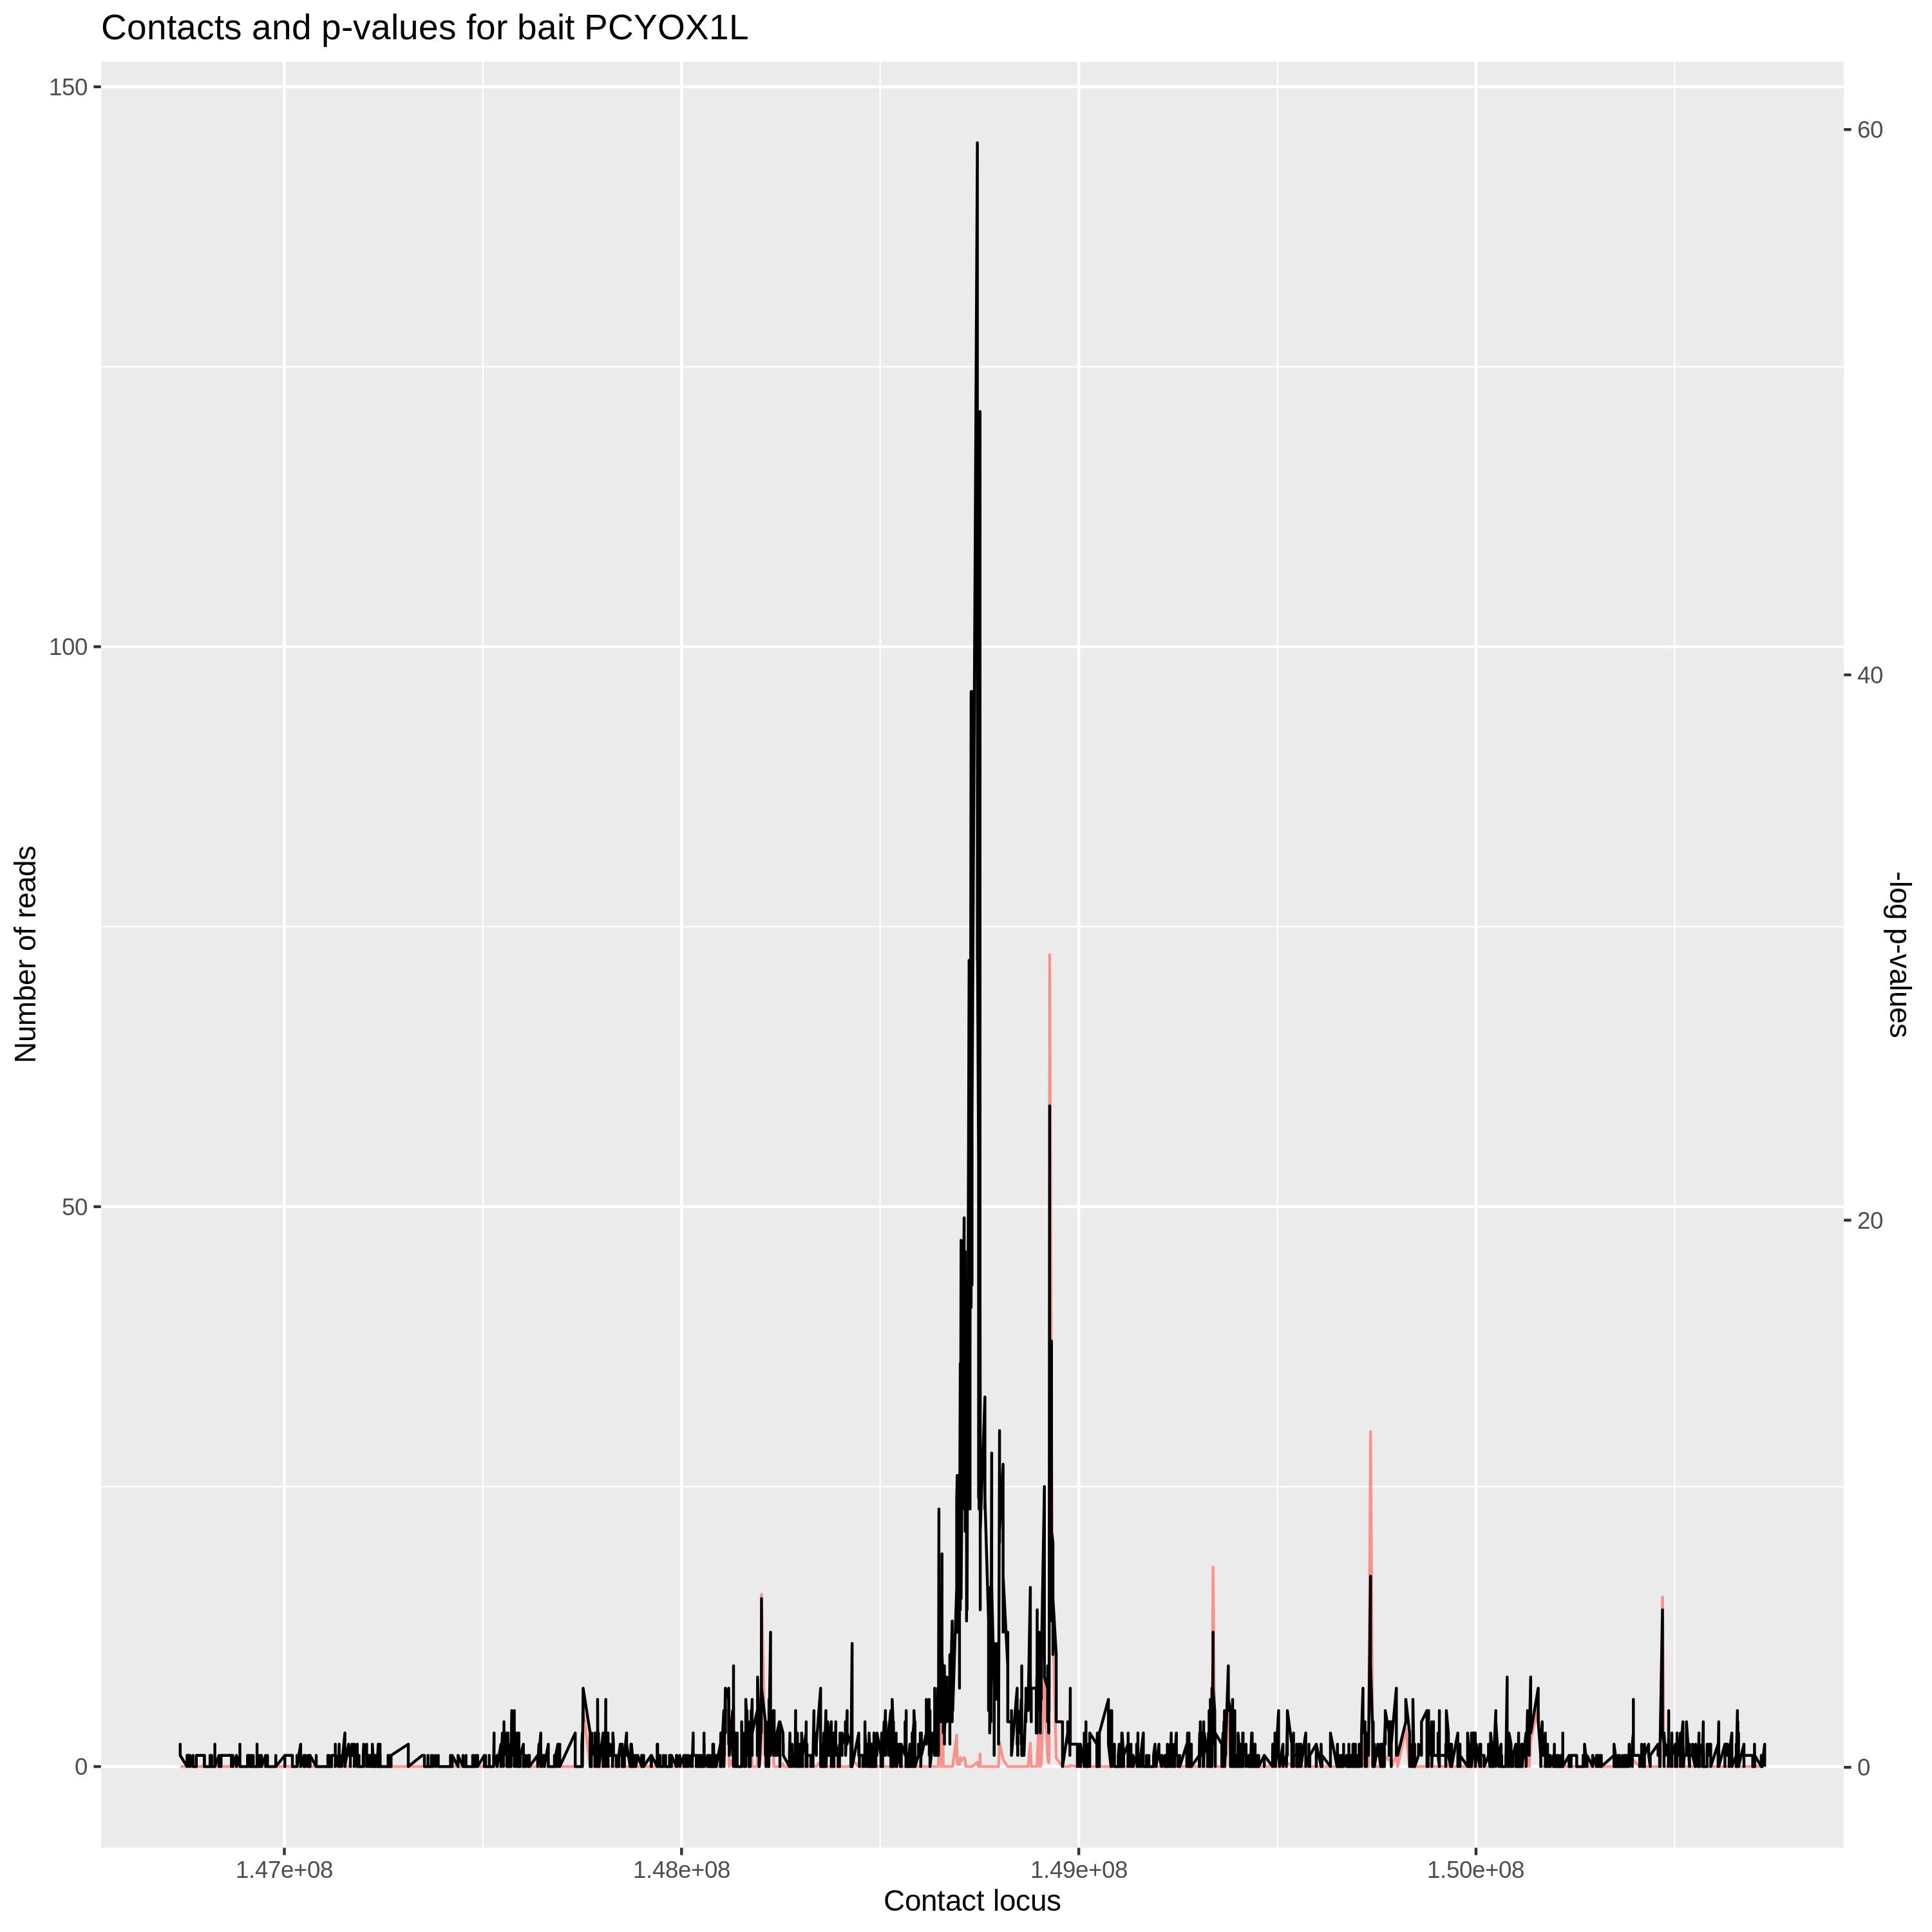 Contacts and p-values for bait PCYOX1L
150
100
50
0
Number of reads
60
40
20
0
-log p-values
1.47e+08
1.48e+08
1.49e+08
1.50e+08
Contact locus